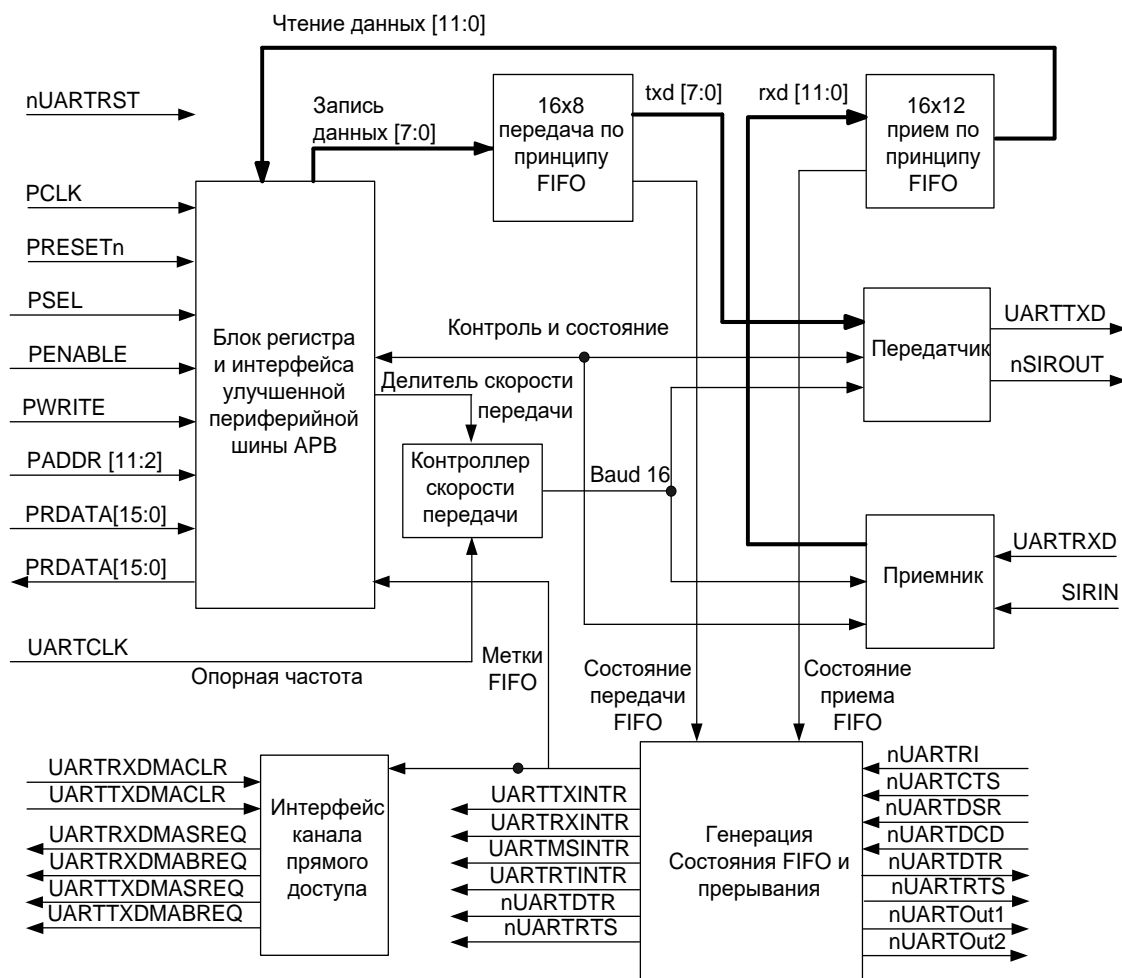 Чтение данных [11:0]
nUARTRST
Запись
данных [7:0]
16x8
передача по
принципу
FIFO
txd [7:0]
rxd [11:0]
16x12
прием по
принципу
FIFO
PCLK
PRESETn
PSEL
PENABLE
PWRITE
PADDR [11:2]
PRDATA[15:0]
PRDATA[15:0]
Блок регистра
и интерфейса
улучшенной
периферийной
шины APB
Контроль и состояние
Делитель скорости
передачи
Контроллер
скорости
передачи
Baud 16
Передатчик
UARTTXD
nSIROUT
Приемник
UARTRXD
SIRIN
UARTCLK
Опорная частота
Метки
FIFO
Состояние
передачи
FIFO
Состояние
приема
FIFO
UARTRXDMACLR
UARTTXDMACLR
UARTRXDMASREQ
UARTRXDMABREQ
UARTTXDMASREQ
UARTTXDMABREQ
Интерфейс
канала
прямого
доступа
UARTTXINTR
UARTRXINTR
UARTMSINTR
UARTRTINTR
nUARTDTR
nUARTRTS
Генерация
Состояния FIFO и
прерывания
nUARTRI
nUARTCTS
nUARTDSR
nUARTDCD
nUARTDTR
nUARTRTS
nUARTOut1
nUARTOut2